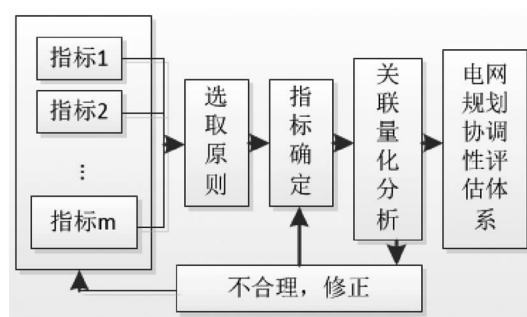 指标1
指标2
⋮
指标m
选
取
原
则
指
标
确
定
关
联
量
化
分
析
电网
规划
协调
性评
估体
系
不合理，修正